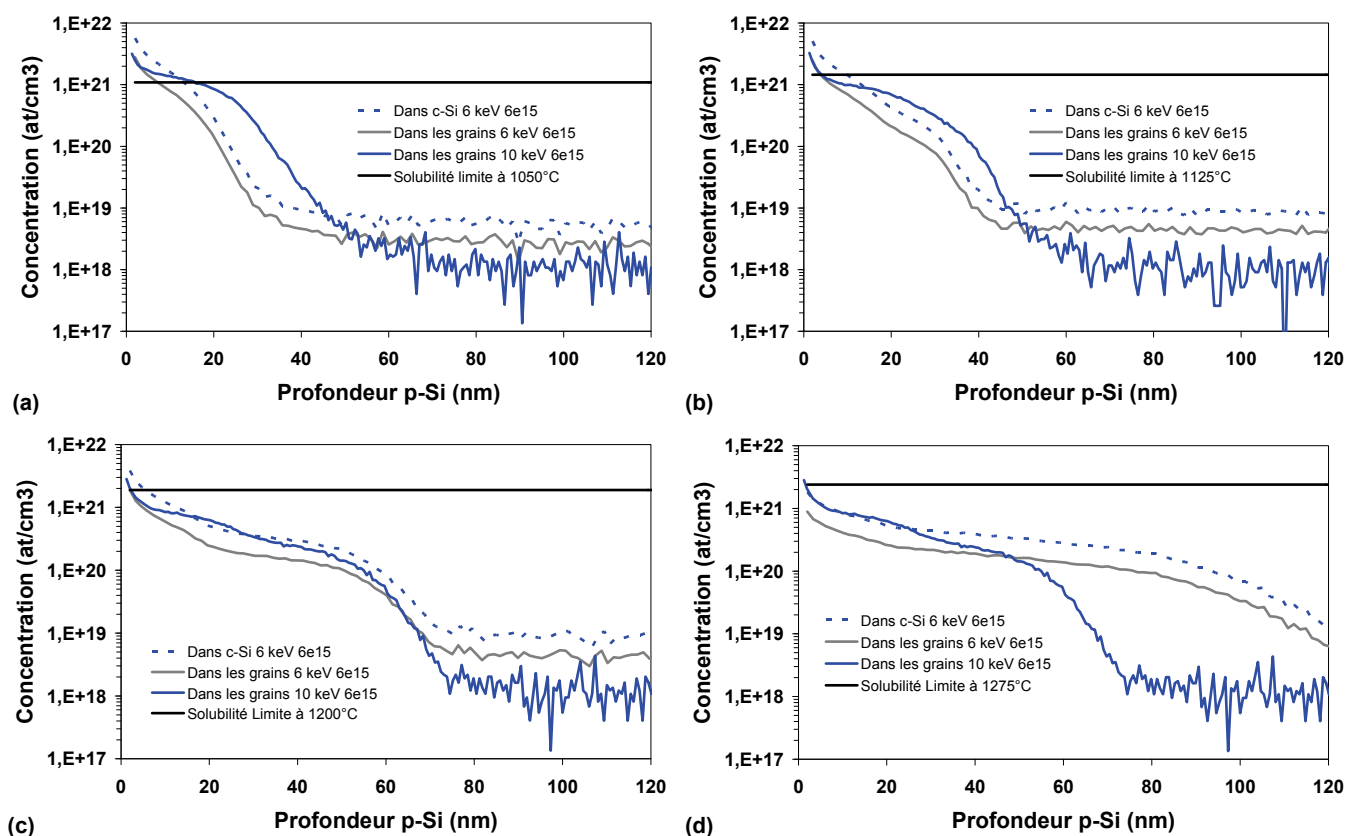 1,E+22
1,E+21
1,E+20
1,E+19
1,E+18
1,E+17
Concentration (at/cm3)
Dans c-Si 6 keV 6e15
Dans les grains 6 keV 6e15
Dans les grains 10 keV 6e15
Solubilité limite à 1050°C
0 20 40 60 80 100 120
Profondeur p-Si (nm)
(a)
1,E+22
1,E+21
1,E+20
1,E+19
1,E+18
1,E+17
Concentration (at/cm3)
Dans c-Si 6 keV 6e15
Dans les grains 6 keV 6e15
Dans les grains 10 keV 6e15
Solubilité limite à 1125°C
0 20 40 60 80 100 120
Profondeur p-Si (nm)
(b)
1,E+22
1,E+21
1,E+20
1,E+19
1,E+18
1,E+17
Concentration (at/cm3)
Dans c-Si 6 keV 6e15
Dans les grains 6 keV 6e15
Dans les grains 10 keV 6e15
Solubilité Limite à 1200°C
0 20 40 60 80 100 120
Profondeur p-Si (nm)
(c)
1,E+22
1,E+21
1,E+20
1,E+19
1,E+18
1,E+17
Concentration (at/cm3)
Dans c-Si 6 keV 6e15
Dans les grains 6 keV 6e15
Dans les grains 10 keV 6e15
Solubilité Limite à 1275°C
0 20 40 60 80 100 120
Profondeur p-Si (nm)
(d)